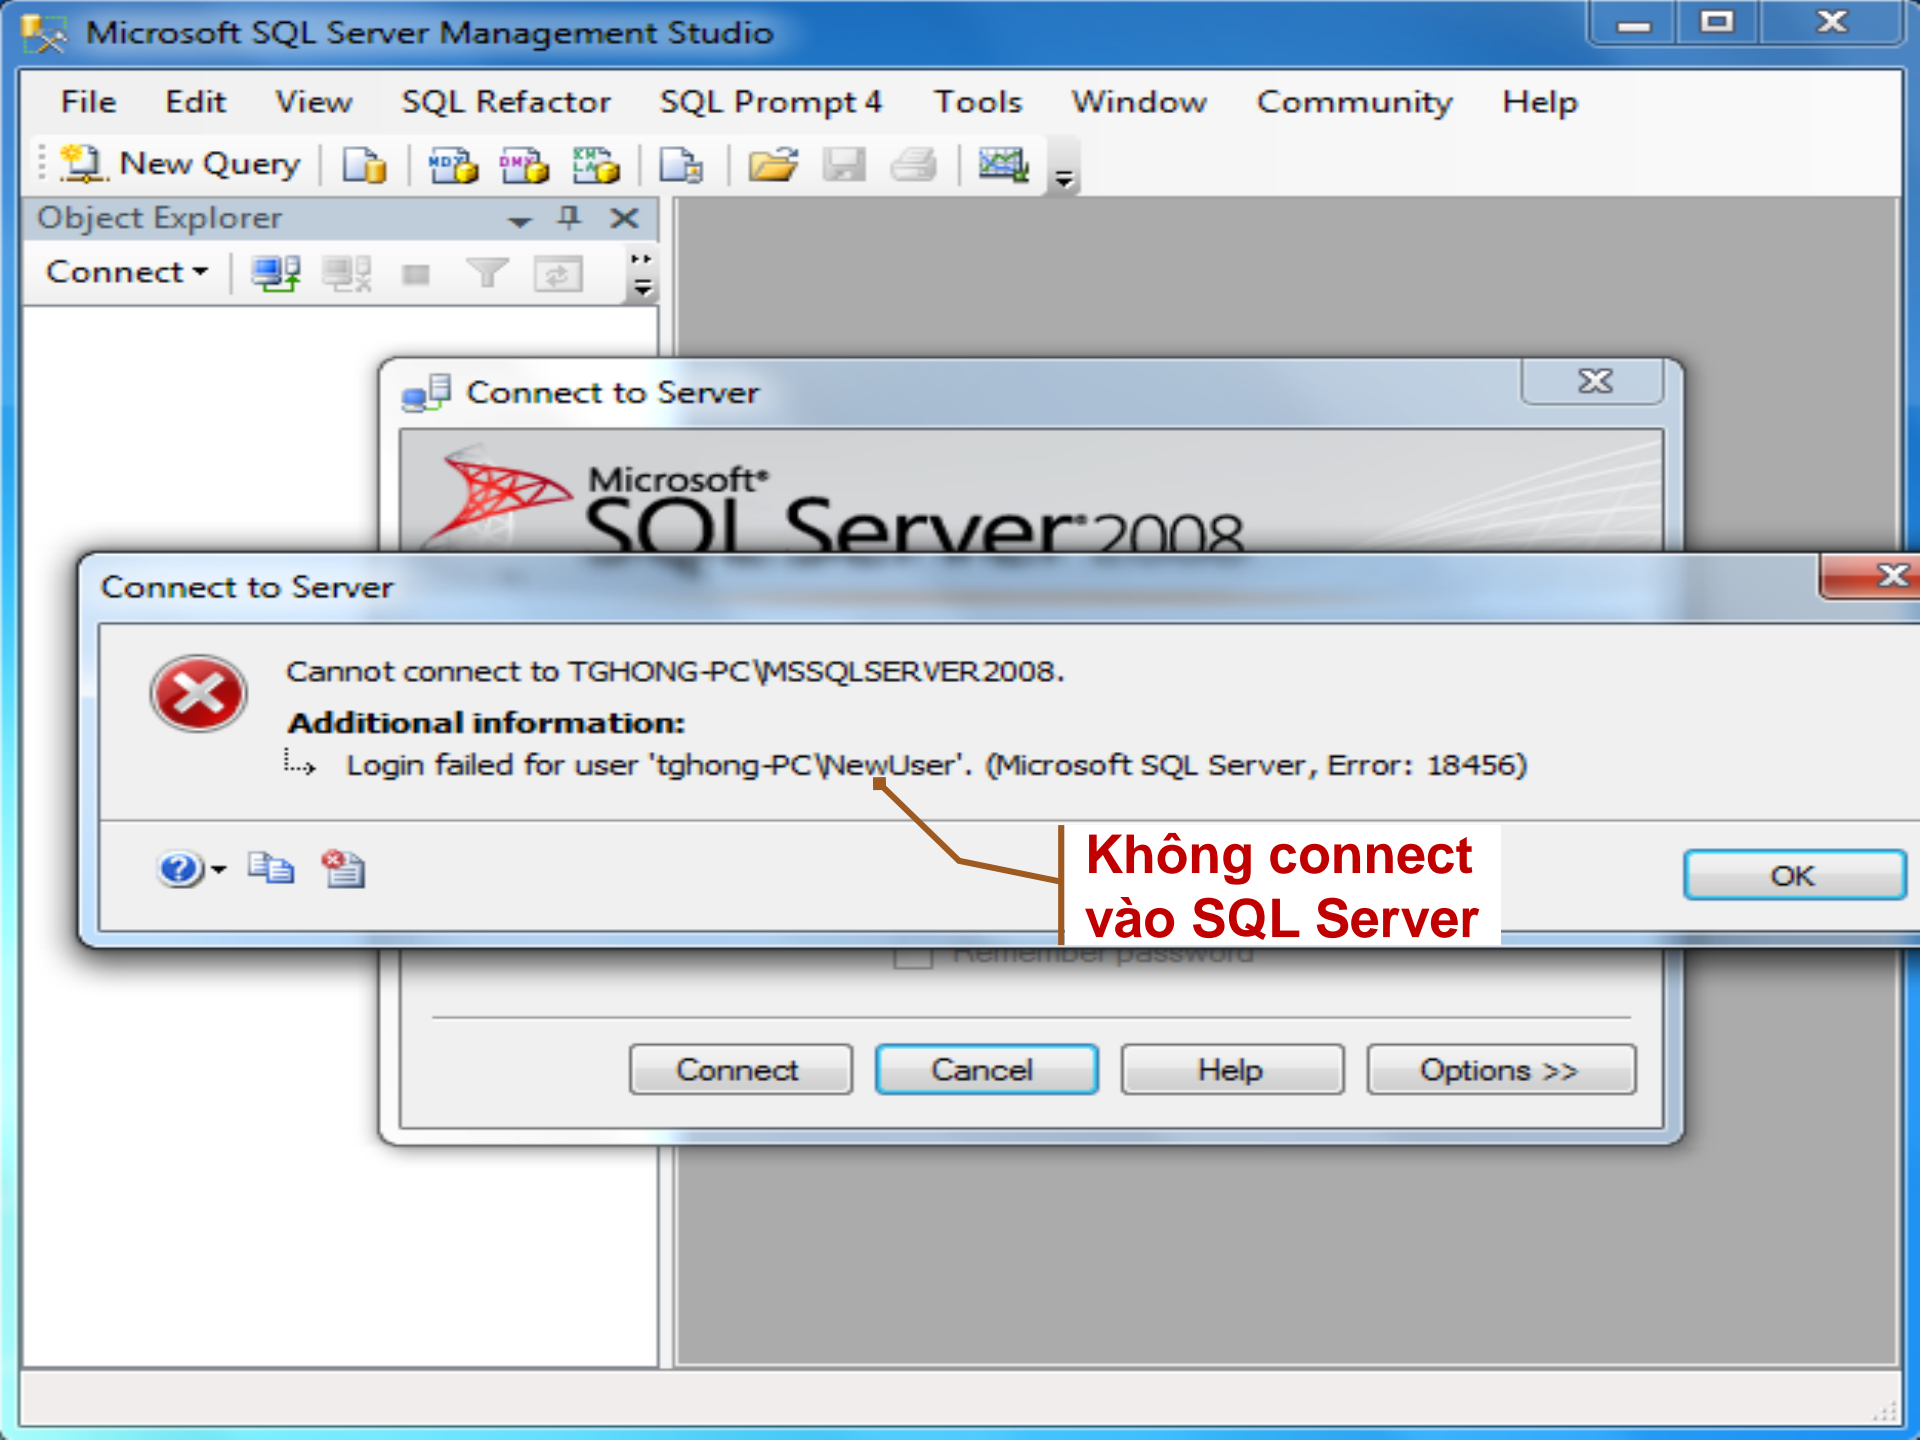 Microsoft SQL Server Management Studio
File Edit View SQL Refactor SQL Prompt 4 Tools Window Community Help
New Query
Object Explorer
Connect
Connect to Server
Microsoft
SQL Server 2008
Connect to Server
Cannot connect to TGHONG-PC\MSSQLSERVER2008.
Additional information:
Login failed for user 'tghong-PC\NewUser'. (Microsoft SQL Server, Error: 18456)
Không connect
vào SQL Server
OK
Remember password
Connect Cancel Help Options >>